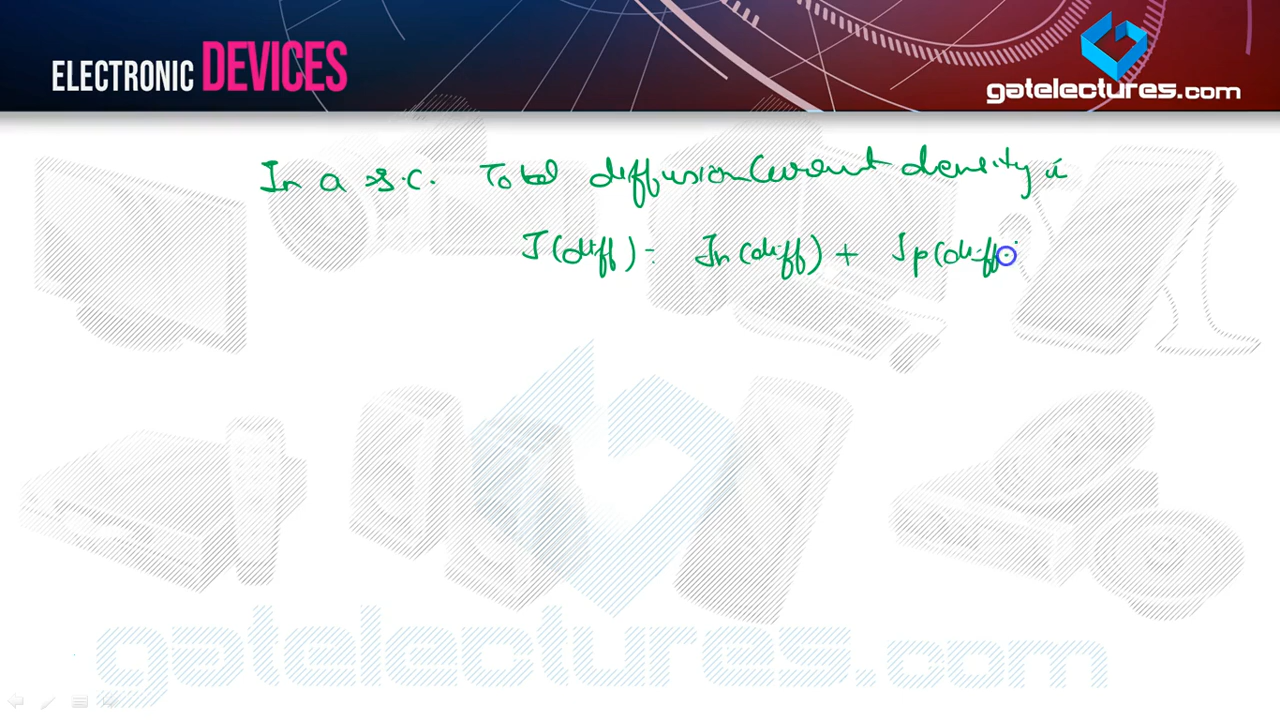 ELECTRONIC DEVICES
gatelectures.com
In a s.c. Total diffusion Current density is
J(diff) = Jn(diff) + Jp(diff
gatelectures.com